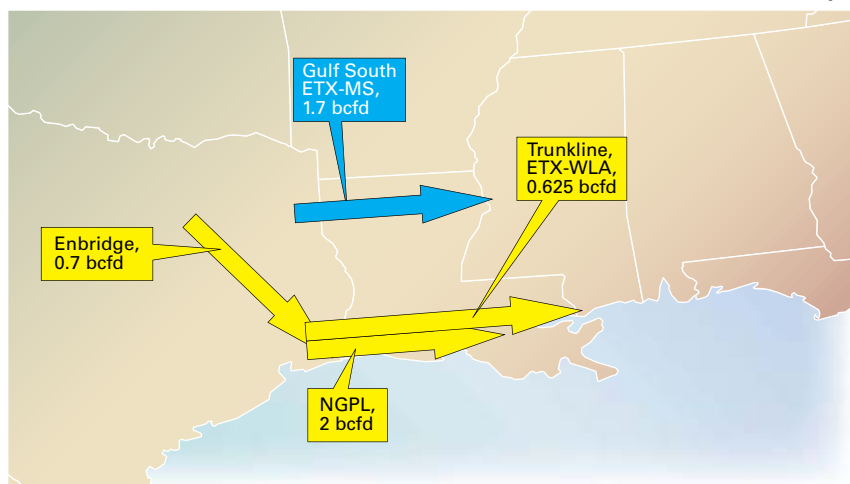 Gulf South
ETX-MS,
1.7 bcfd
Trunkline,
ETX-WLA,
0.625 bcfd
Enbridge,
0.7 bcfd
NGPL,
2 bcfd